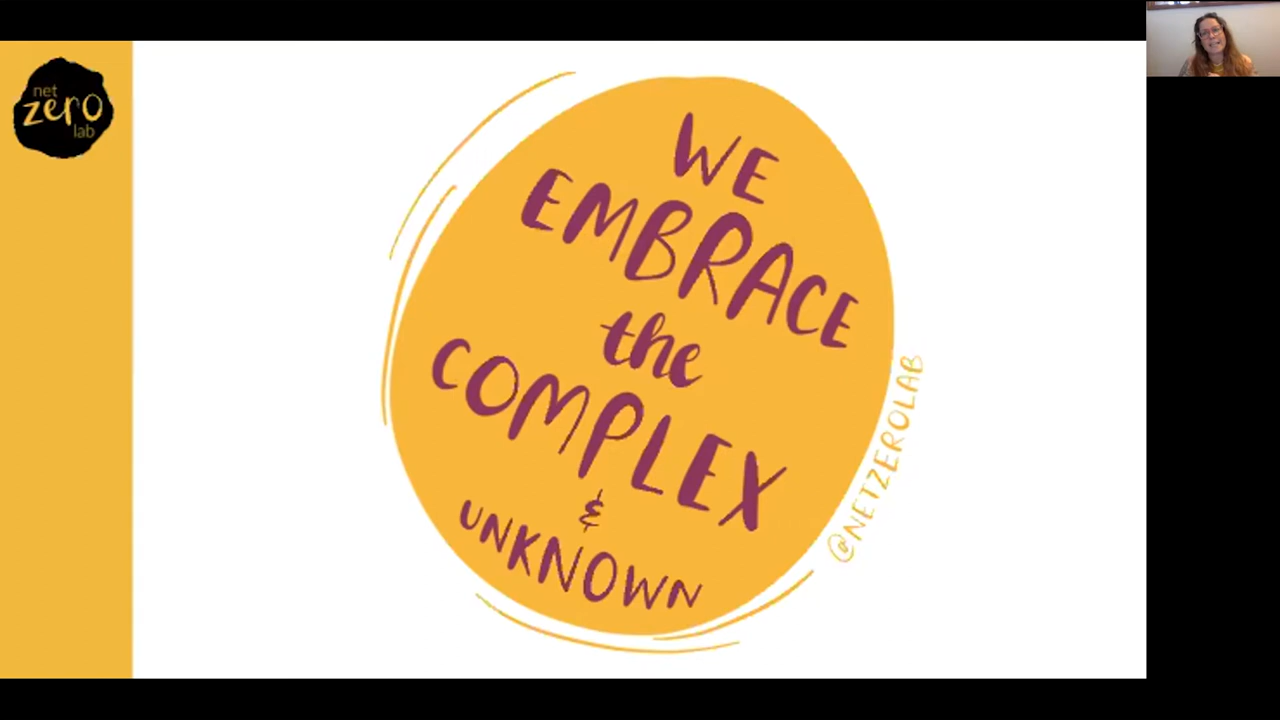 net
zero
lab
WE
EMBRACE
the
COMPLEX
&
UNKNOWN
@NETZEROLAB